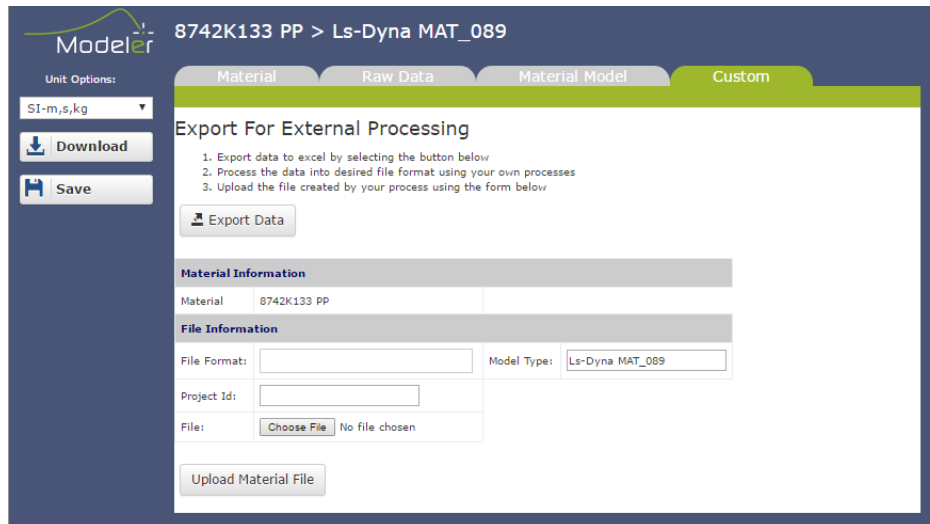 Modeler
8742K133 PP > Ls-Dyna MAT_089
Unit Options:
SI-m,s,kg
Download
Save
Material
Raw Data
Material Model
Custom
Export For External Processing
1. Export data to excel by selecting the button below
2. Process the data into desired file format using your own processes
3. Upload the file created by your process using the form below
Export Data
Material Information
Material 8742K133 PP
File Information
File Format: Model Type: Ls-Dyna MAT_089
Project Id:
File: Choose File No file chosen
Upload Material File